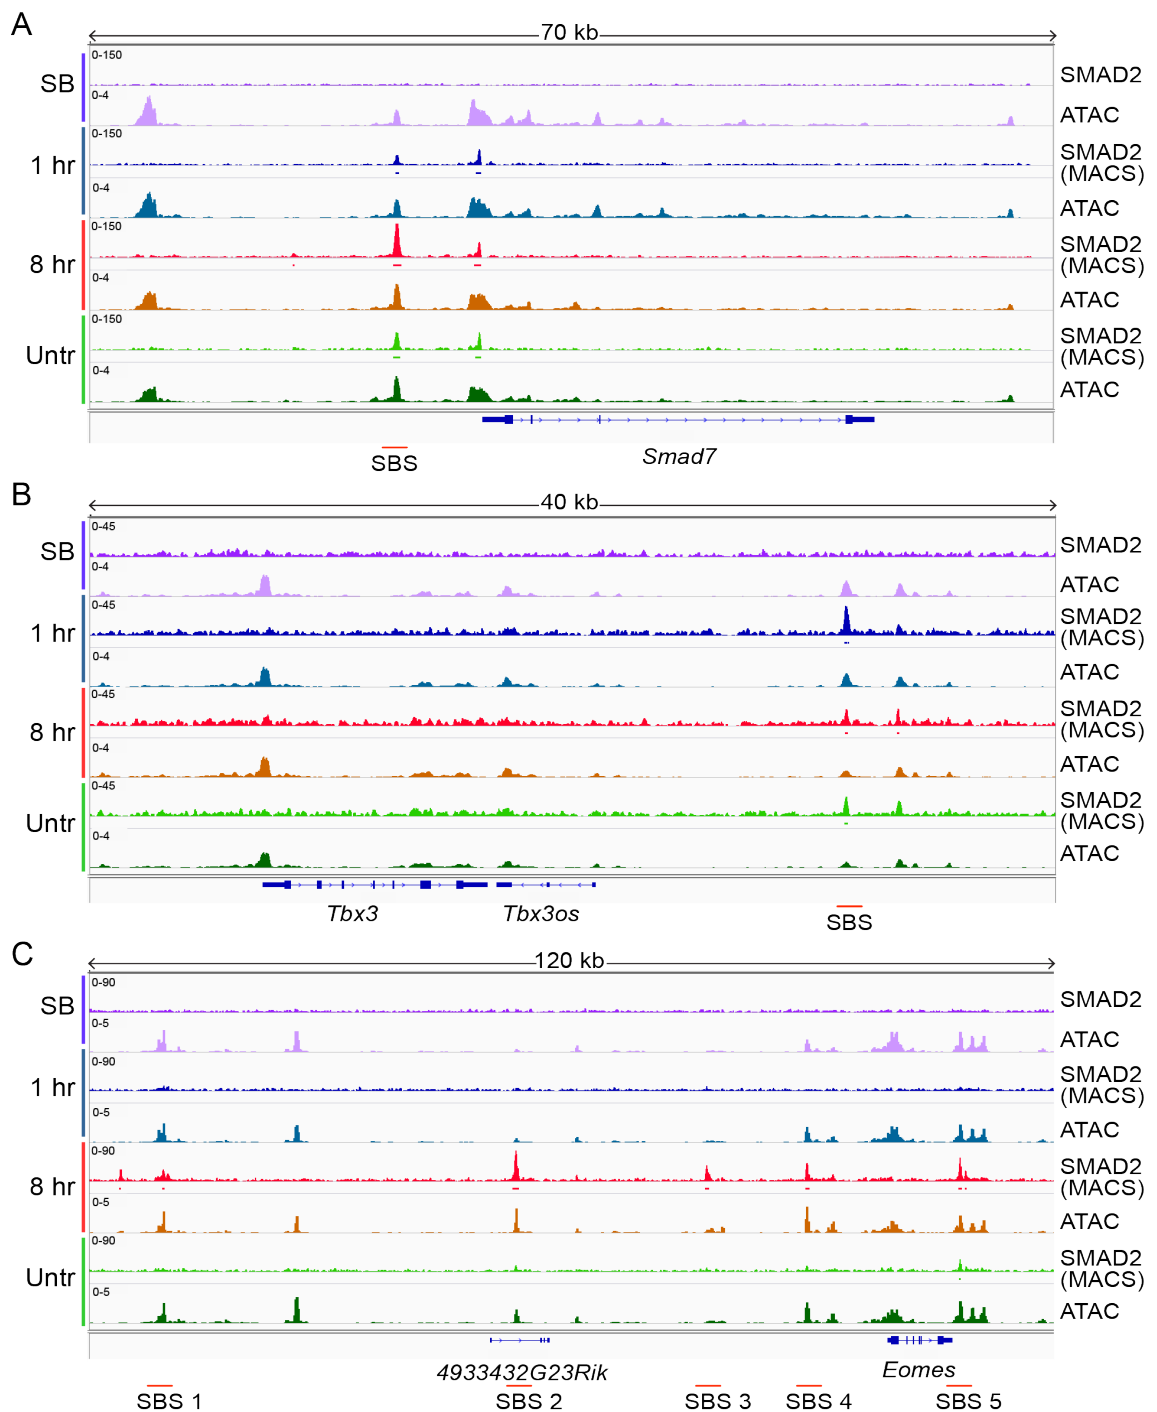 A
70 kb
SB
0-150
SMAD2
0-4
ATAC
1 hr
0-150
SMAD2
(MACS)
0-4
ATAC
8 hr
0-150
SMAD2
(MACS)
0-4
ATAC
Untr
0-150
SMAD2
(MACS)
0-4
ATAC
SBS
Smad7
B
40 kb
SB
0-45
SMAD2
0-4
ATAC
1 hr
0-45
SMAD2
(MACS)
0-4
ATAC
8 hr
0-45
SMAD2
(MACS)
0-4
ATAC
Untr
0-45
SMAD2
(MACS)
0-4
ATAC
Tbx3
Tbx3os
SBS
C
120 kb
SB
0-90
SMAD2
0-5
ATAC
1 hr
0-90
SMAD2
(MACS)
0-5
ATAC
8 hr
0-90
SMAD2
(MACS)
0-5
ATAC
Untr
0-90
SMAD2
(MACS)
0-5
ATAC
4933432G23Rik
Eomes
SBS 1
SBS 2
SBS 3
SBS 4
SBS 5